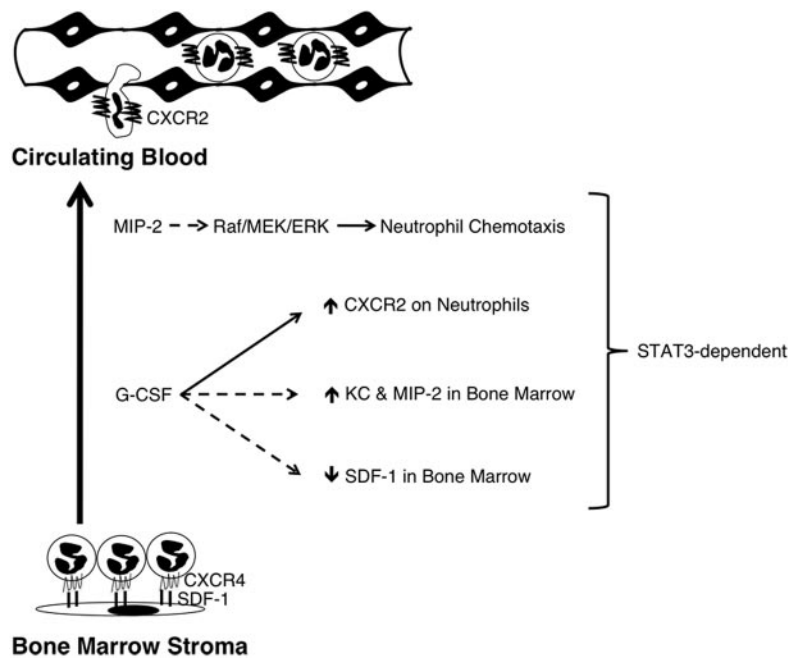 CXCR2
Circulating Blood
MIP-2 Raf/MEK/ERK Neutrophil Chemotaxis
CXCR2 on Neutrophils
STAT3-dependent
G-CSF KC & MIP-2 in Bone Marrow
SDF-1 in Bone Marrow
CXCR4
SDF-1
Bone Marrow Stroma